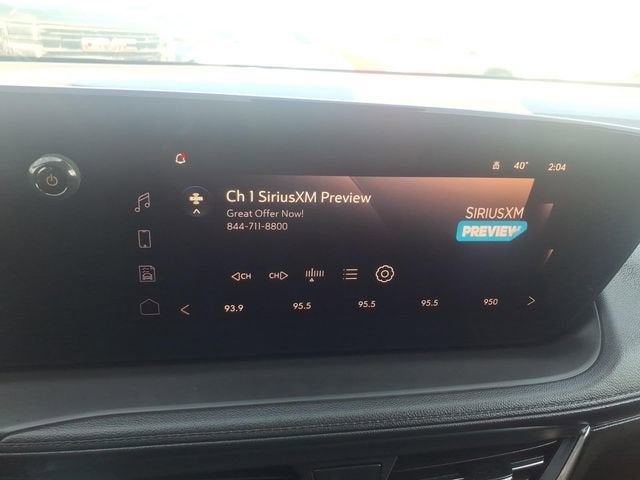 40° 2:04
Ch 1 SiriusXM Preview
Great Offer Now!
844-711-8800
SIRIUSXM
PREVIEW
CH CH
93.9 95.5 95.5 95.5 950